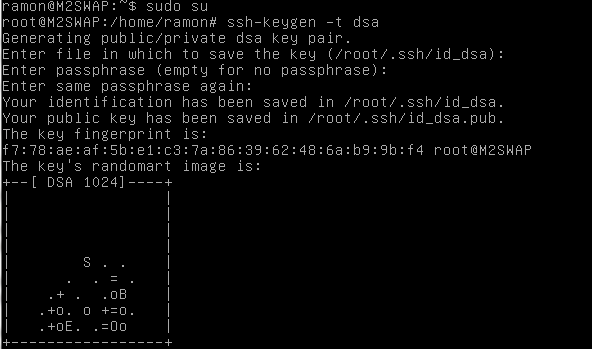 ramon@M2SWAP:~$ sudo su
root@M2SWAP:/home/ramon# ssh-keygen -t dsa
Generating public/private dsa key pair.
Enter file in which to save the key (/root/.ssh/id_dsa):
Enter passphrase (empty for no passphrase):
Enter same passphrase again:
Your identification has been saved in /root/.ssh/id_dsa.
Your public key has been saved in /root/.ssh/id_dsa.pub.
The key fingerprint is:
f7:78:ae:af:5b:e1:c3:7a:86:39:62:48:6a:b9:9b:f4 root@M2SWAP
The key's randomart image is:
+--[ DSA 1024]----+
|                 |
|                 |
|                 |
|        S . .    |
|      .  . = .   |
|    .+ .  .oB    |
|   .+o. o +=o.   |
|   .+oE. .=Oo    |
+-----------------+